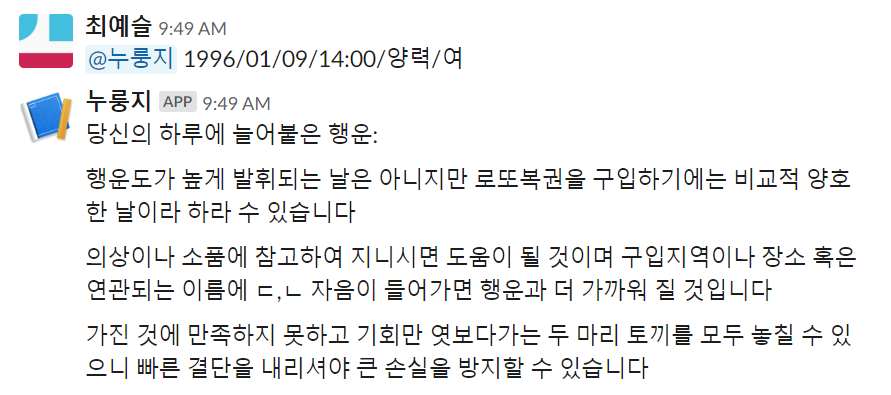 최예슬 9:49 AM
@누룽지 1996/01/09/14:00/양력/여
누룽지 APP 9:49 AM
당신의 하루에 늘어붙은 행운:
행운도가 높게 발휘되는 날은 아니지만 로또복권을 구입하기에는 비교적 양호
한 날이라 하라 수 있습니다
의상이나 소품에 참고하여 지니시면 도움이 될 것이며 구입지역이나 장소 혹은
연관되는 이름에 ㄷ,ㄴ 자음이 들어가면 행운과 더 가까워 질 것입니다
가진 것에 만족하지 못하고 기회만 엿보다가는 두 마리 토끼를 모두 놓칠 수 있
으니 빠른 결단을 내리셔야 큰 손실을 방지할 수 있습니다